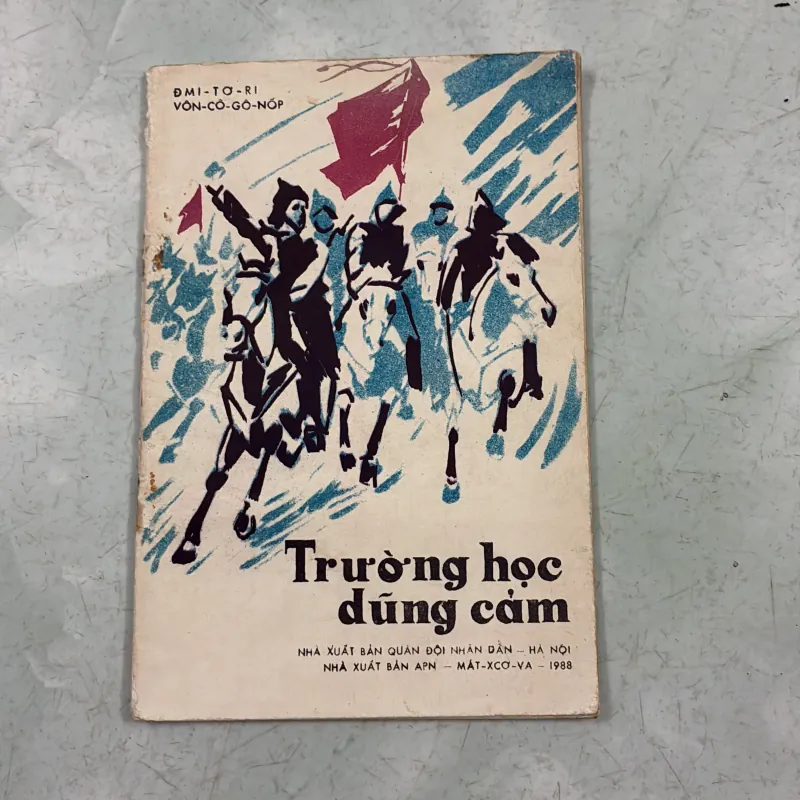 ĐMI-TƠ-RI
VÔN-CÔ-GÔ-NỐP
Trường học
dũng cảm
NHÀ XUẤT BẢN QUÂN ĐỘI NHÂN DÂN – HÀ NỘI
NHÀ XUẤT BẢN APN – MÁT-XCƠ-VA – 1988